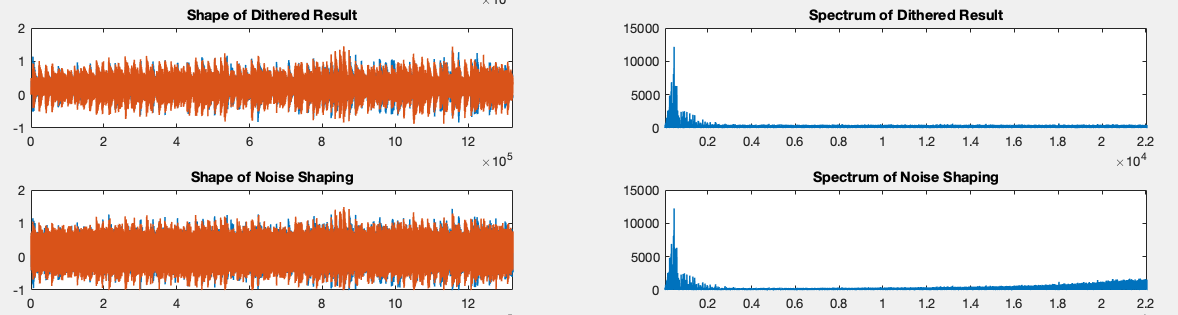 Shape of Dithered Result
2
1
0
-1
0 2 4 6 8 10 12
×10⁵
Spectrum of Dithered Result
15000
10000
5000
0
0.2 0.4 0.6 0.8 1 1.2 1.4 1.6 1.8 2 2.2
×10⁴
Shape of Noise Shaping
2
1
0
-1
0 2 4 6 8 10 12
Spectrum of Noise Shaping
15000
10000
5000
0
0.2 0.4 0.6 0.8 1 1.2 1.4 1.6 1.8 2 2.2